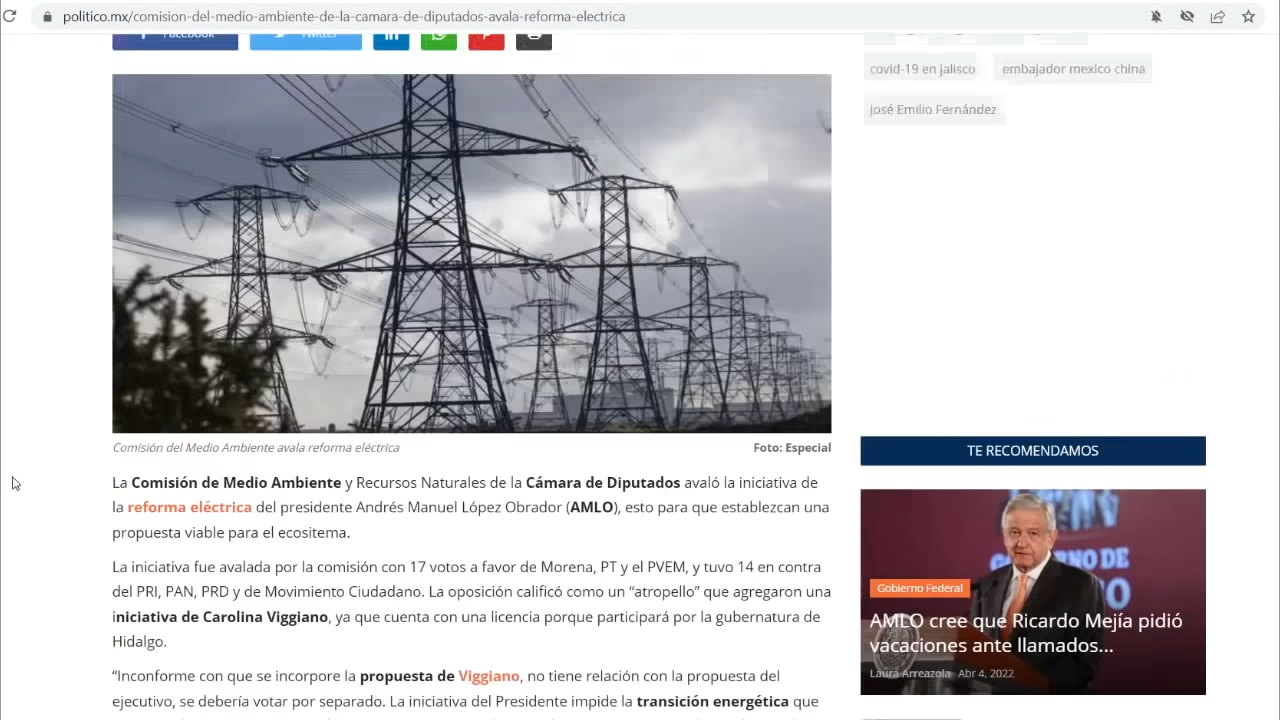 politico.mx/comision-del-medio-ambiente-de-la-camara-de-diputados-avala-reforma-electrica
Facebook
Twitter
covid-19 en jalisco
embajador mexico china
josé Emilio Fernández
Comisión del Medio Ambiente avala reforma eléctrica
Foto: Especial
La Comisión de Medio Ambiente y Recursos Naturales de la Cámara de Diputados avaló la iniciativa de
la reforma eléctrica del presidente Andrés Manuel López Obrador (AMLO), esto para que establezcan una
propuesta viable para el ecositema.
La iniciativa fue avalada por la comisión con 17 votos a favor de Morena, PT y el PVEM, y tuvo 14 en contra
del PRI, PAN, PRD y de Movimiento Ciudadano. La oposición calificó como un “atropello” que agregaron una
iniciativa de Carolina Viggiano, ya que cuenta con una licencia porque participará por la gubernatura de
Hidalgo.
“Inconforme com que se incorpore la propuesta de Viggiano, no tiene relación con la propuesta del
ejecutivo, se debería votar por separado. La iniciativa del Presidente impide la transición energética que
TE RECOMENDAMOS
GOBIERNO DE
Gobierno Federal
AMLO cree que Ricardo Mejía pidió
vacaciones ante llamados...
Laura Arreazola Abr 4, 2022